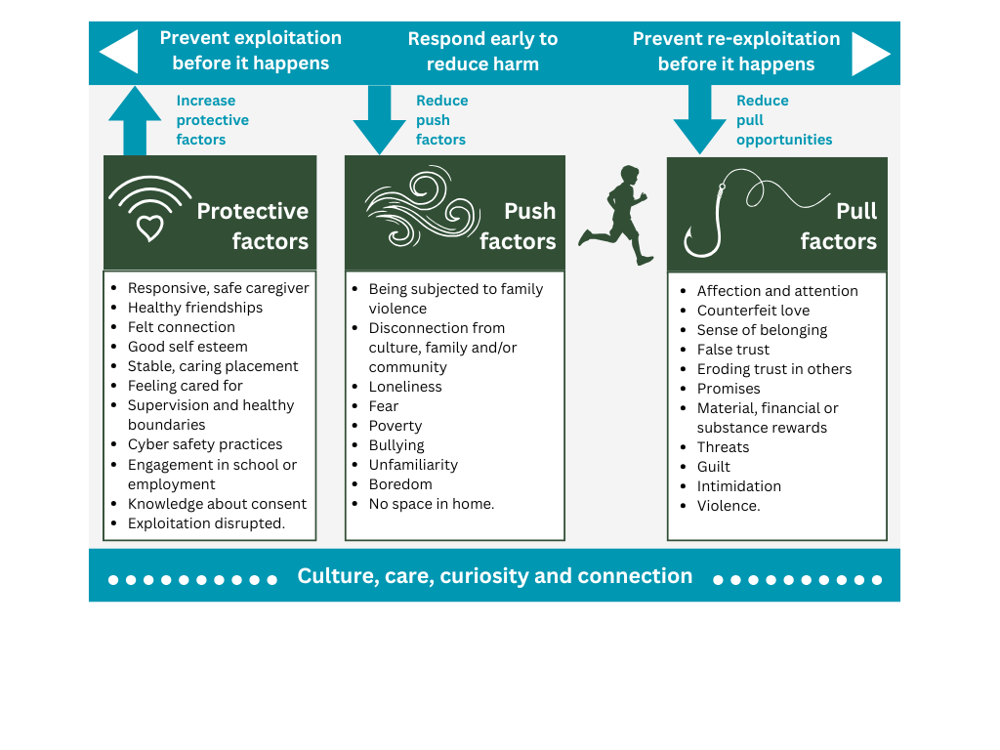 Prevent exploitation
before it happens
Respond early to
reduce harm
Prevent re-exploitation
before it happens
Increase
protective
factors
Reduce
push
factors
Reduce
pull
opportunities
Protective
factors
• Responsive, safe caregiver
• Healthy friendships
• Felt connection
• Good self esteem
• Stable, caring placement
• Feeling cared for
• Supervision and healthy
boundaries
• Cyber safety practices
• Engagement in school or
employment
• Knowledge about consent
• Exploitation disrupted.
Push
factors
• Being subjected to family
violence
• Disconnection from
culture, family and/or
community
• Loneliness
• Fear
• Poverty
• Bullying
• Unfamiliarity
• Boredom
• No space in home.
Pull
factors
• Affection and attention
• Counterfeit love
• Sense of belonging
• False trust
• Eroding trust in others
• Promises
• Material, financial or
substance rewards
• Threats
• Guilt
• Intimidation
• Violence.
Culture, care, curiosity and connection